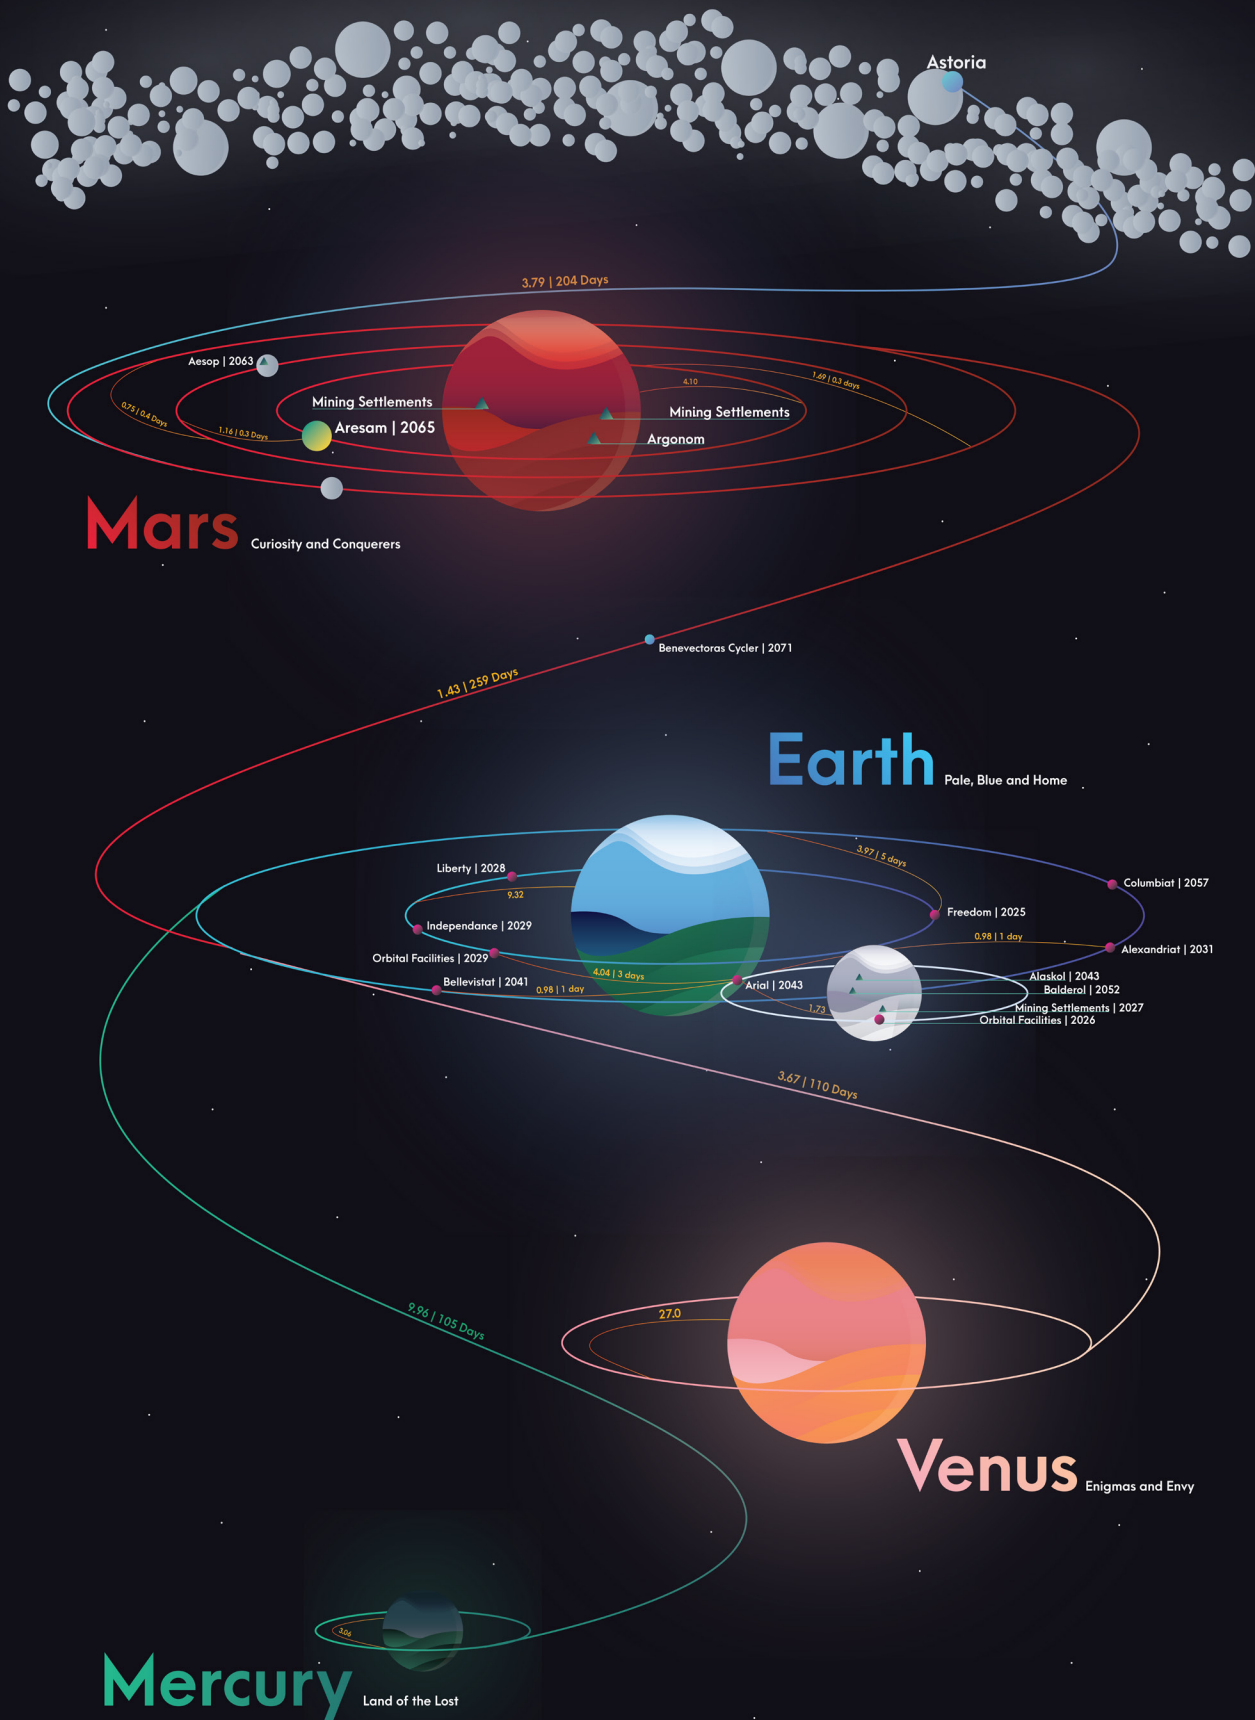 Astoria
3.79 | 204 Days
Aesop | 2063
1.69 | 0.3 days
4.10
Mining Settlements
Mining Settlements
0.75 | 0.4 Days
1.16 | 0.3 Days
Aresam | 2065
Argonom
Mars Curiosity and Conquerers
Benevectoras Cycler | 2071
1.43 | 259 Days
Earth Pale, Blue and Home
3.97 | 5 days
Liberty | 2028
Columbiat | 2057
9.32
Freedom | 2025
Independance | 2029
0.98 | 1 day
Alexandriat | 2031
Orbital Facilities | 2029
4.04 | 3 days
Alaskol | 2043
Bellevistat | 2041
Arial | 2043
0.98 | 1 day
Balderol | 2052
1.73
Mining Settlements | 2027
Orbital Facilities | 2026
3.67 | 110 Days
27.0
9.96 | 105 Days
Venus Enigmas and Envy
3.06
Mercury Land of the Lost